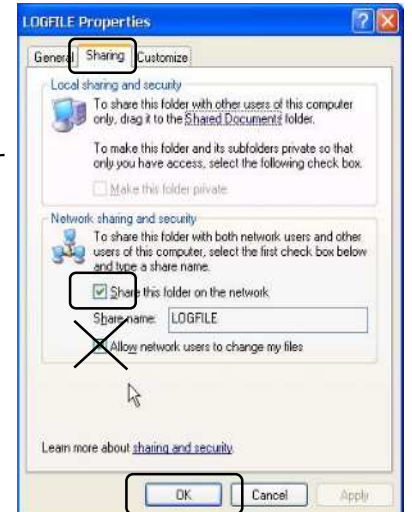 LOGFILE Properties
General Sharing Customize
Local sharing and security
To share this folder with other users of this computer
only, drag it to the Shared Documents folder.
To make this folder and its subfolders private so that
only you have access, select the following check box.
Make this folder private
Network sharing and security
To share this folder with both network users and other
users of this computer, select the first check box below
and type a share name.
Share this folder on the network
Share name: LOGFILE
Allow network users to change my files
Learn more about sharing and security.
OK Cancel Apply